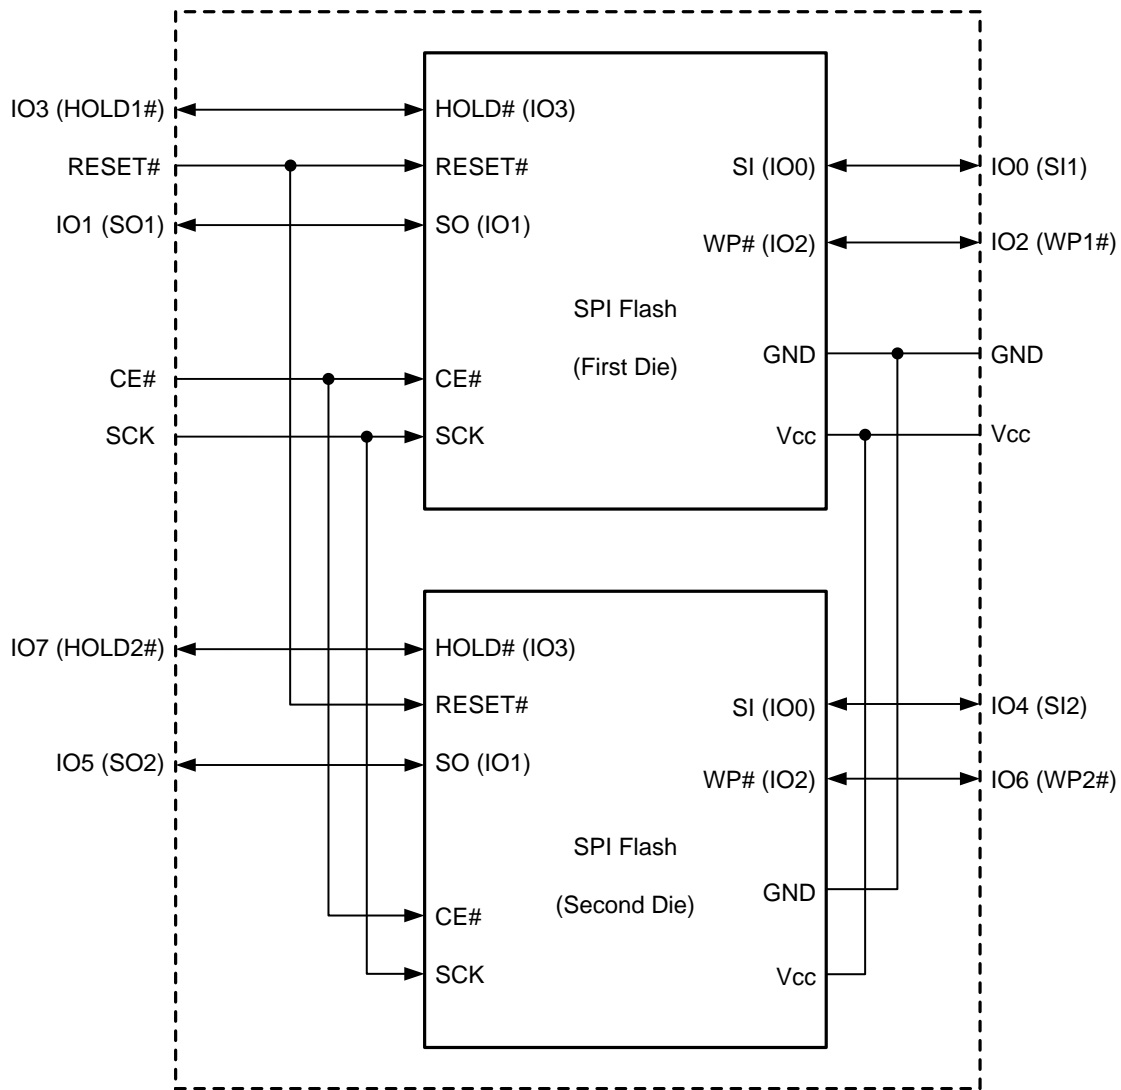 IO3 (HOLD1#)
HOLD# (IO3)
RESET#
RESET#
SI (IO0)
IO0 (SI1)
IO1 (SO1)
SO (IO1)
WP# (IO2)
IO2 (WP1#)
SPI Flash
(First Die)
GND
GND
CE#
CE#
SCK
SCK
Vcc
Vcc
IO7 (HOLD2#)
HOLD# (IO3)
RESET#
SI (IO0)
IO4 (SI2)
IO5 (SO2)
SO (IO1)
WP# (IO2)
IO6 (WP2#)
SPI Flash
(Second Die)
GND
CE#
SCK
Vcc